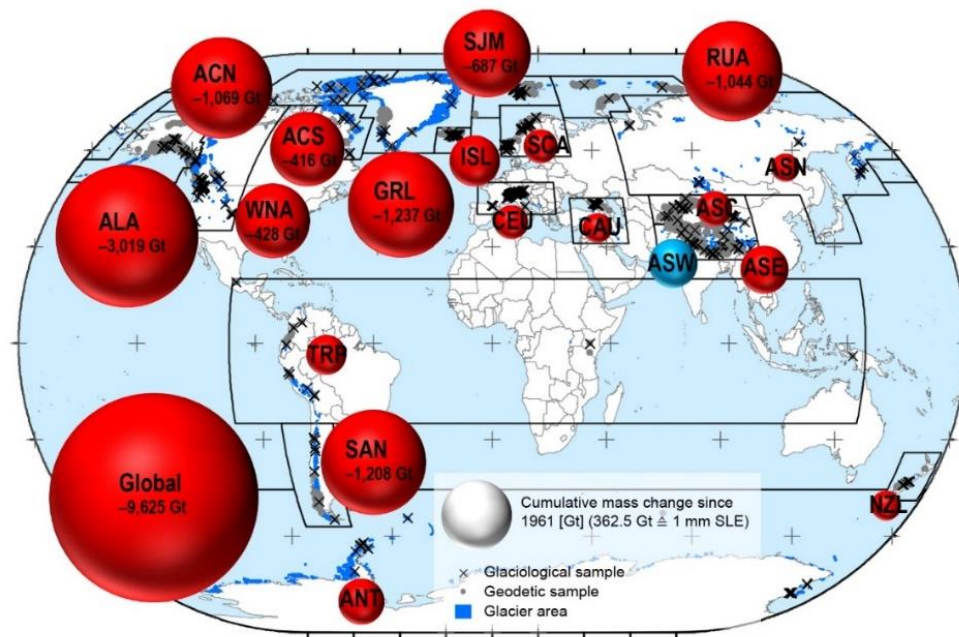 SJM
–687 Gt
RUA
–1,044 Gt
ACN
–1,069 Gt
ACS
–416 Gt
ISL
SCA
ASN
ALA
–3,019 Gt
WNA
–428 Gt
GRL
–1,237 Gt
CEU
CAU
ASC
ASW
ASE
TRP
SAN
–1,208 Gt
Global
–9,625 Gt
NZL
ANT
Cumulative mass change since
1961 [Gt] (362.5 Gt ≙ 1 mm SLE)
Glaciological sample
Geodetic sample
Glacier area